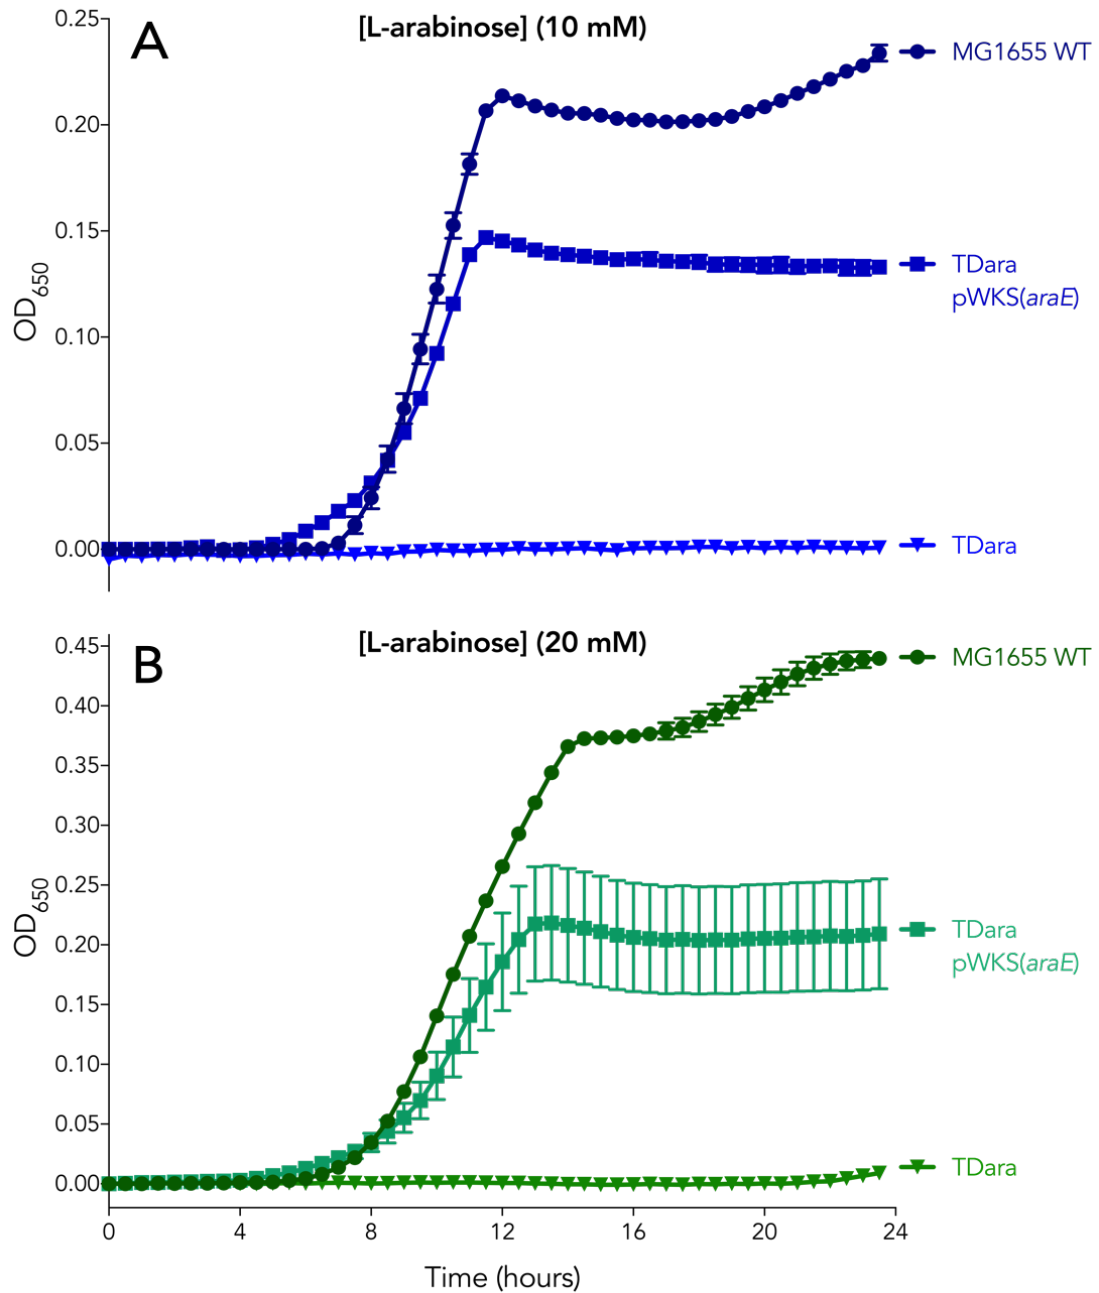 A
[L-arabinose] (10 mM)
0.25
0.20
0.15
0.10
0.05
0.00
OD650
MG1655 WT
TDara
pWKS(araE)
TDara
B
[L-arabinose] (20 mM)
0.45
0.40
0.35
0.30
0.25
0.20
0.15
0.10
0.05
0.00
OD650
MG1655 WT
TDara
pWKS(araE)
TDara
0 4 8 12 16 20 24
Time (hours)